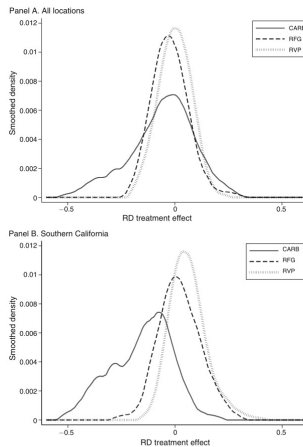 Panel A. All locations
0.012
0.01
0.008
0.006
0.004
0.002
0
Smoothed density
CARB
RFG
RVP
−0.5
0
0.5
RD treatment effect
Panel B. Southern California
0.012
0.01
0.008
0.006
0.004
0.002
0
Smoothed density
CARB
RFG
RVP
−0.5
0
0.5
RD treatment effect